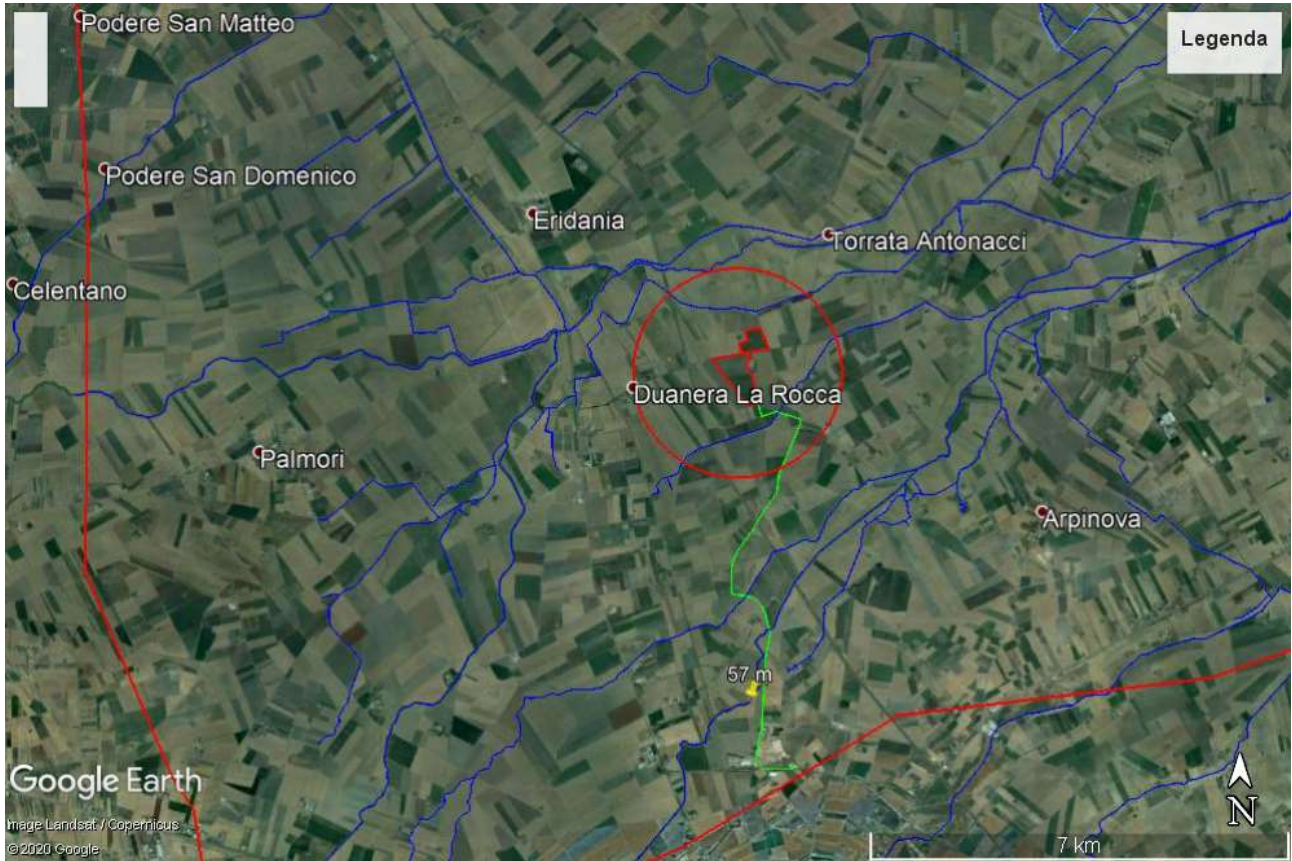 Podere San Matteo
Legenda
Podere San Domenico
Eridania
Torrata Antonacci
Celentano
Duanera La Rocca
Palmori
Arpinova
57 m
Google Earth
N
Image Landsat / Copernicus
© 2020 Google
7 km